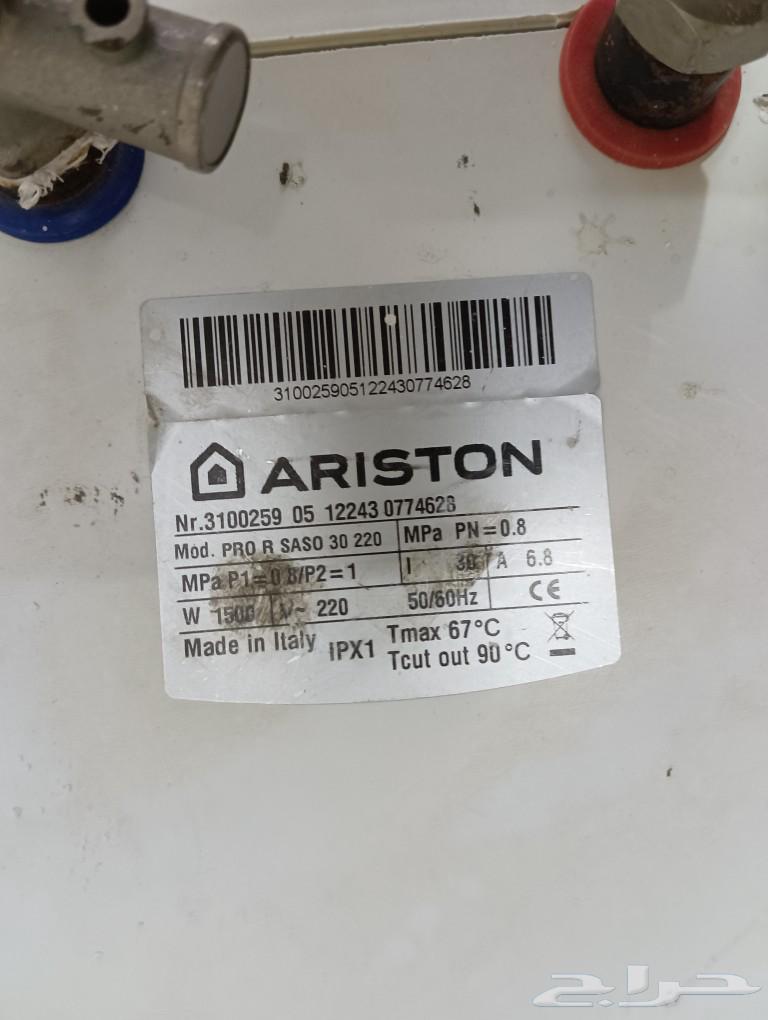 310025905122430774628
ARISTON
Nr.3100259 05 12243 0774628
Mod. PRO R SASO 30 220 MPa PN=0.8
MPa P1=0.8/P2=1 l 30 A 6.8
W 1500 V~ 220 50/60Hz CE
Made in Italy IPX1 Tmax 67°C
Tcut out 90°C
حراج